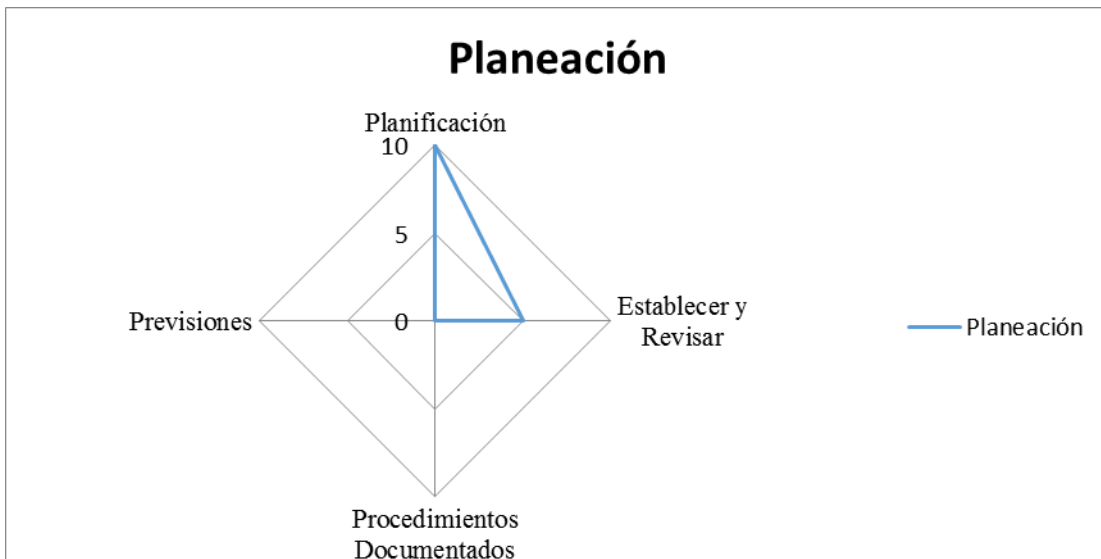 Planeación
Planificación
10
5
0
Previsiones
Establecer y
Revisar
Planeación
Procedimientos
Documentados